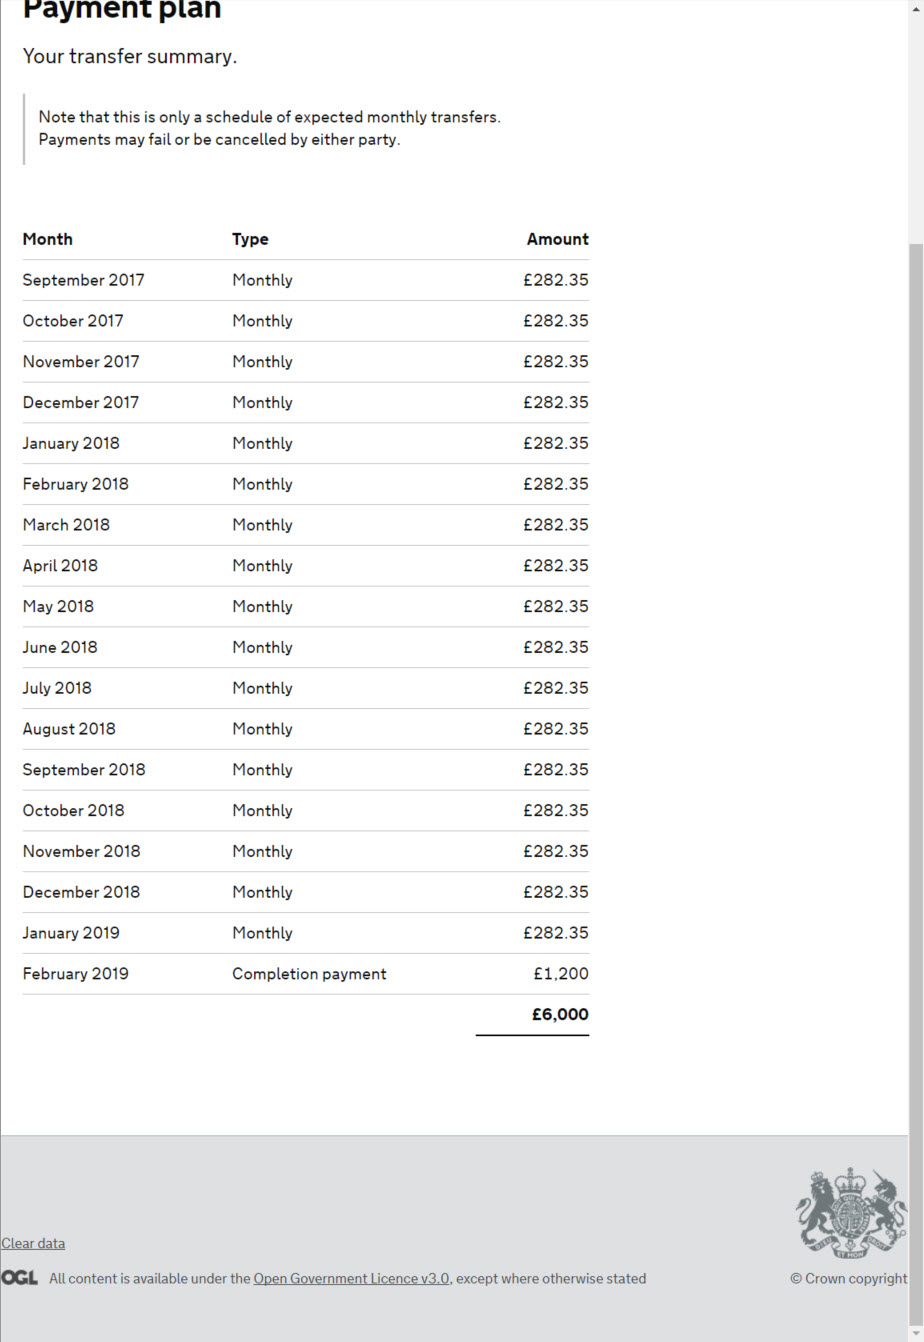 Payment plan
Your transfer summary.
Note that this is only a schedule of expected monthly transfers.
Payments may fail or be cancelled by either party.
Month Type Amount
September 2017 Monthly £282.35
October 2017 Monthly £282.35
November 2017 Monthly £282.35
December 2017 Monthly £282.35
January 2018 Monthly £282.35
February 2018 Monthly £282.35
March 2018 Monthly £282.35
April 2018 Monthly £282.35
May 2018 Monthly £282.35
June 2018 Monthly £282.35
July 2018 Monthly £282.35
August 2018 Monthly £282.35
September 2018 Monthly £282.35
October 2018 Monthly £282.35
November 2018 Monthly £282.35
December 2018 Monthly £282.35
January 2019 Monthly £282.35
February 2019 Completion payment £1,200
£6,000
Clear data
OGL All content is available under the Open Government Licence v3.0, except where otherwise stated
© Crown copyright